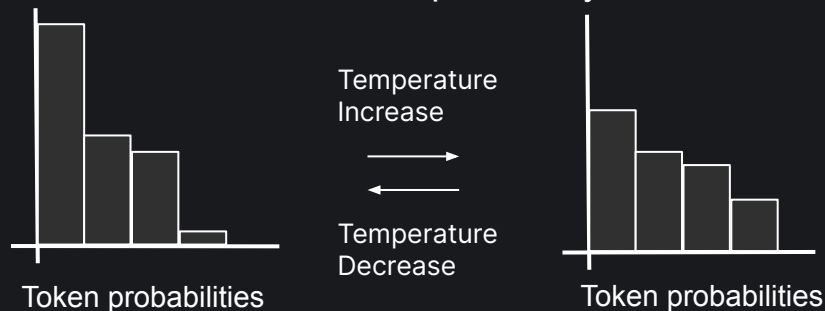 Temperature
Increase
Temperature
Decrease
Token probabilities
Token probabilities